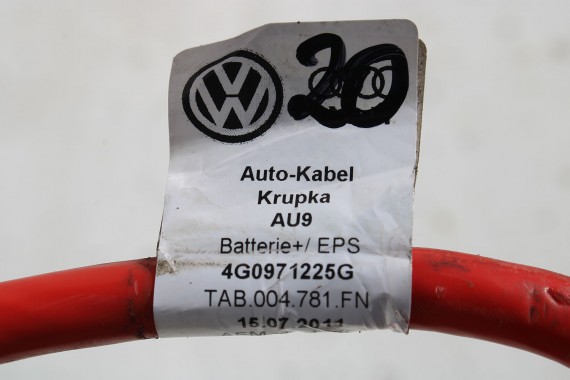 20
Auto-Kabel
Krupka
AU9
Batterie+/ EPS
4G0971225G
TAB.004.781.FN
15.07.2011